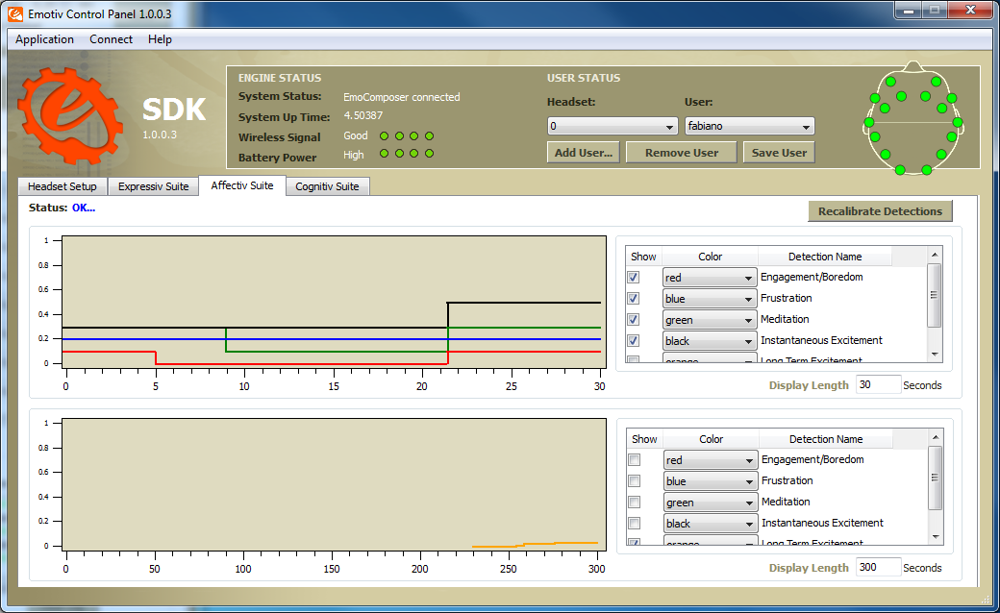 Emotiv Control Panel 1.0.0.3
Application Connect Help
SDK
1.0.0.3
ENGINE STATUS
System Status: EmoComposer connected
System Up Time: 4.50387
Wireless Signal Good
Battery Power High
USER STATUS
Headset: User:
0 fabiano
Add User... Remove User Save User
Headset Setup Expressiv Suite Affectiv Suite Cognitiv Suite
Status: OK...
Recalibrate Detections
1
0.8
0.6
0.4
0.2
0
0 5 10 15 20 25 30
Show Color Detection Name
red Engagement/Boredom
blue Frustration
green Meditation
black Instantaneous Excitement
orange Long Term Excitement
Display Length 30 Seconds
1
0.8
0.6
0.4
0.2
0
0 50 100 150 200 250 300
Show Color Detection Name
red Engagement/Boredom
blue Frustration
green Meditation
black Instantaneous Excitement
orange Long Term Excitement
Display Length 300 Seconds